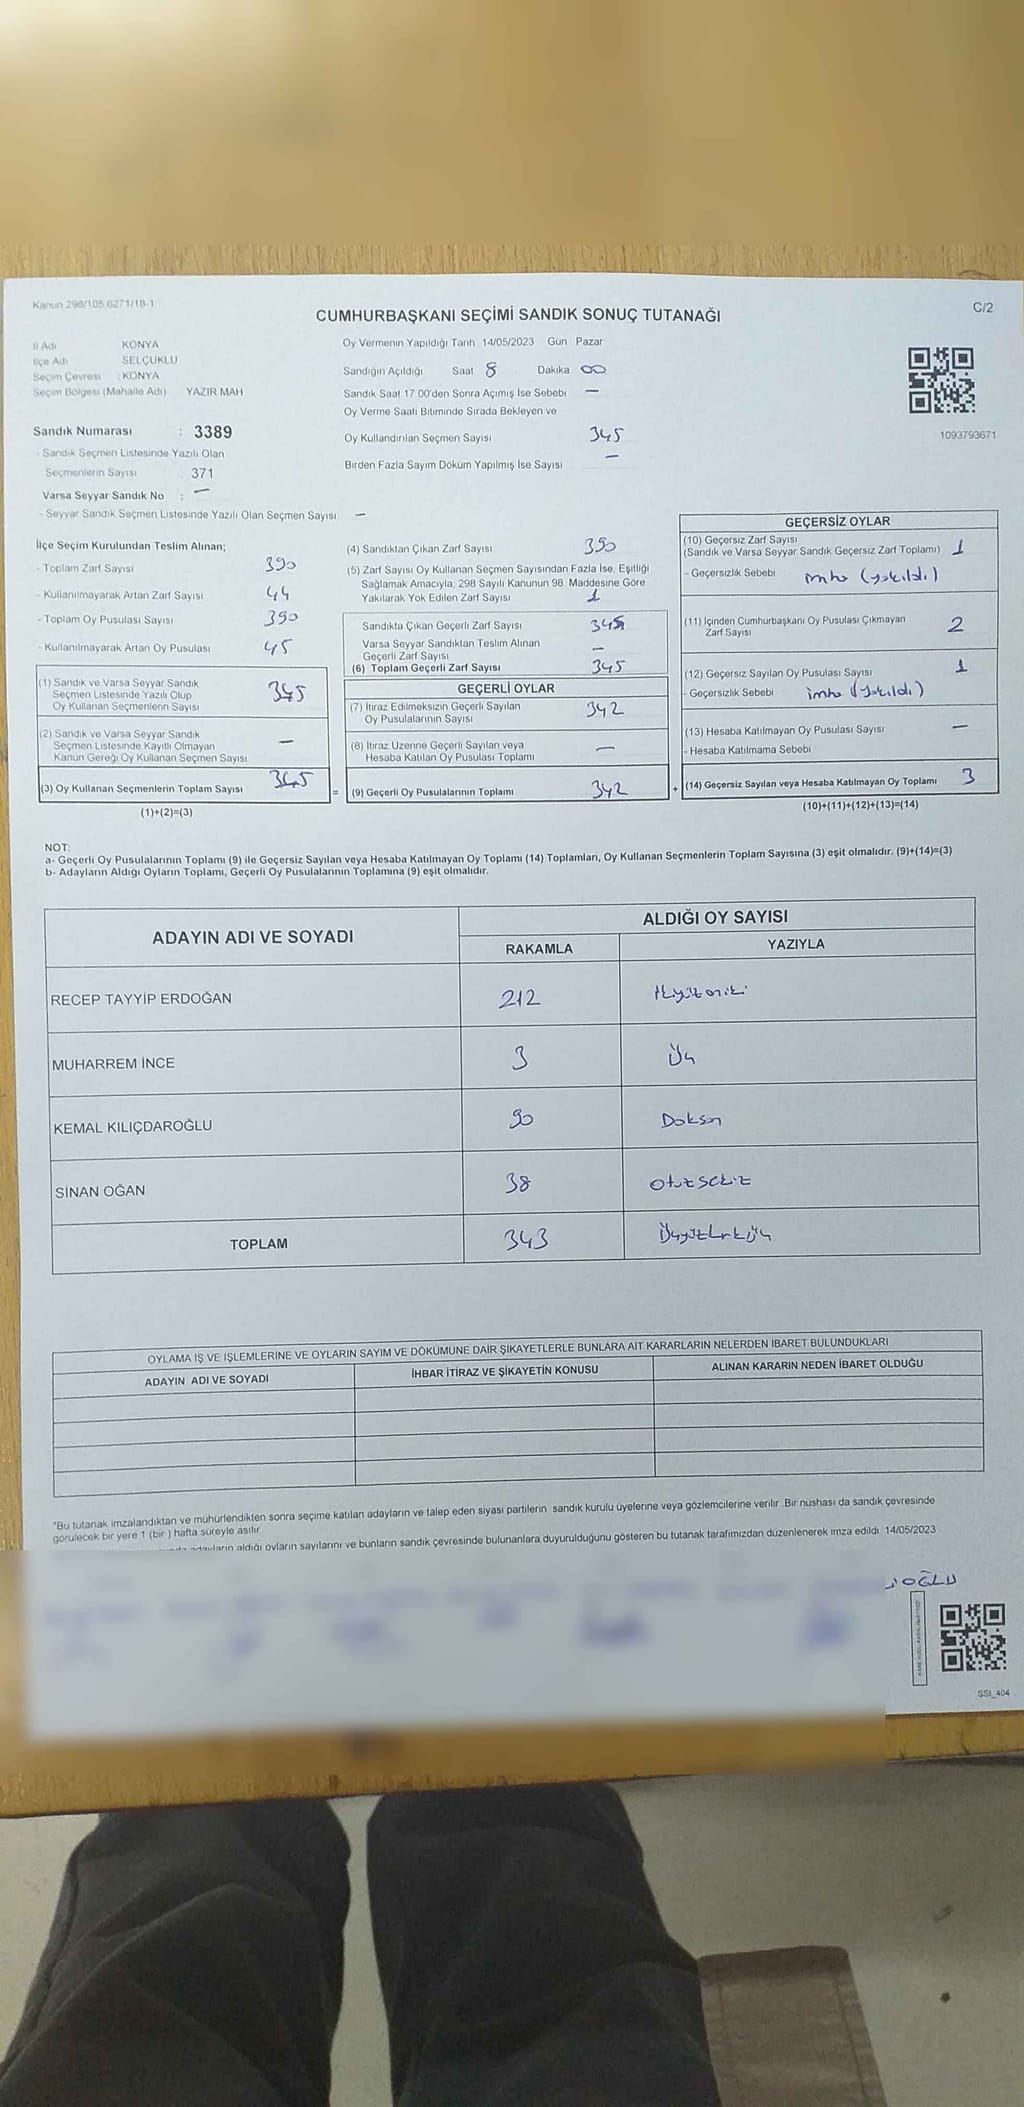 Kanun 298/105,6271/18-1
C/2
CUMHURBAŞKANI SEÇİMİ SANDIK SONUÇ TUTANAĞI
İl Adı KONYA
İlçe Adı SELÇUKLU
Seçim Çevresi : KONYA
Seçim Bölgesi (Mahalle Adı) YAZIR MAH
Sandık Numarası : 3389
- Sandık Seçmen Listesinde Yazılı Olan
Seçmenlerin Sayısı 371
Varsa Seyyar Sandık No : —
- Seyyar Sandık Seçmen Listesinde Yazılı Olan Seçmen Sayısı —
Oy Vermenin Yapıldığı Tarih 14/05/2023 Gün Pazar
Sandığın Açıldığı Saat 8 Dakika 00
Sandık Saat 17 00'den Sonra Açımış İse Sebebi —
Oy Verme Saati Bitiminde Sırada Bekleyen ve
Oy Kullandırılan Seçmen Sayısı 345
Birden Fazla Sayım Döküm Yapılmış İse Sayısı —
1093793671
İlçe Seçim Kurulundan Teslim Alınan;
- Toplam Zarf Sayısı 390
- Kullanılmayarak Artan Zarf Sayısı 44
- Toplam Oy Pusulası Sayısı 390
- Kullanılmayarak Artan Oy Pusulası 45
(1) Sandık ve Varsa Seyyar Sandık
Seçmen Listesinde Yazılı Olup
Oy Kullanan Seçmenlerin Sayısı 345
(2) Sandık ve Varsa Seyyar Sandık
Seçmen Listesinde Kayıtlı Olmayan
Kanun Gereği Oy Kullanan Seçmen Sayısı —
(3) Oy Kullanan Seçmenlerin Toplam Sayısı 345
(1)+(2)=(3)
(4) Sandıktan Çıkan Zarf Sayısı 390
(5) Zarf Sayısı Oy Kullanan Seçmen Sayısından Fazla İse, Eşitliği
Sağlamak Amacıyla, 298 Sayılı Kanunun 98. Maddesine Göre
Yakılarak Yok Edilen Zarf Sayısı 1
Sandıkta Çıkan Geçerli Zarf Sayısı 345
Varsa Seyyar Sandıktan Teslim Alınan
Geçerli Zarf Sayısı —
(6) Toplam Geçerli Zarf Sayısı 345
GEÇERLİ OYLAR
(7) İtiraz Edilmeksizin Geçerli Sayılan
Oy Pusulalarının Sayısı 342
(8) İtiraz Üzerine Geçerli Sayılan veya
Hesaba Katılan Oy Pusulası Toplamı —
= (9) Geçerli Oy Pusulalarının Toplamı 342
GEÇERSİZ OYLAR
(10) Geçersiz Zarf Sayısı
(Sandık ve Varsa Seyyar Sandık Geçersiz Zarf Toplamı) 1
- Geçersizlik Sebebi imha (yakıldı)
(11) İçinden Cumhurbaşkanı Oy Pusulası Çıkmayan
Zarf Sayısı 2
(12) Geçersiz Sayılan Oy Pusulası Sayısı 1
- Geçersizlik Sebebi imha (yakıldı)
(13) Hesaba Katılmayan Oy Pusulası Sayısı —
- Hesaba Katılmama Sebebi
+ (14) Geçersiz Sayılan veya Hesaba Katılmayan Oy Toplamı 3
(10)+(11)+(12)+(13)=(14)
NOT:
a- Geçerli Oy Pusulalarının Toplamı (9) ile Geçersiz Sayılan veya Hesaba Katılmayan Oy Toplamı (14) Toplamları, Oy Kullanan Seçmenlerin Toplam Sayısına (3) eşit olmalıdır. (9)+(14)=(3)
b- Adayların Aldığı Oyların Toplamı, Geçerli Oy Pusulalarının Toplamına (9) eşit olmalıdır.
ADAYIN ADI VE SOYADI
ALDIĞI OY SAYISI
RAKAMLA YAZIYLA
RECEP TAYYİP ERDOĞAN 212 ikiyüzoniki
MUHARREM İNCE 3 Üç
KEMAL KILIÇDAROĞLU 90 Doksan
SİNAN OĞAN 38 otuzsekiz
TOPLAM 343 Üçyüzkırküç
OYLAMA İŞ VE İŞLEMLERİNE VE OYLARIN SAYIM VE DÖKÜMÜNE DAİR ŞİKAYETLERLE BUNLARA AİT KARARLARIN NELERDEN İBARET BULUNDUKLARI
ADAYIN ADI VE SOYADI İHBAR İTİRAZ VE ŞİKAYETİN KONUSU ALINAN KARARIN NEDEN İBARET OLDUĞU
*Bu tutanak imzalandıktan ve mühürlendikten sonra seçime katılan adayların ve talep eden siyasi partilerin sandık kurulu üyelerine veya gözlemcilerine verilir .Bir nüshası da sandık çevresinde
görülecek bir yere 1 (bir ) hafta süreyle asılır
adayların aldığı oyların sayılarını ve bunların sandık çevresinde bulunanlara duyurulduğunu gösteren bu tutanak tarafımızdan düzenlenerek imza edildi. 14/05/2023
OĞLU
SSI_404